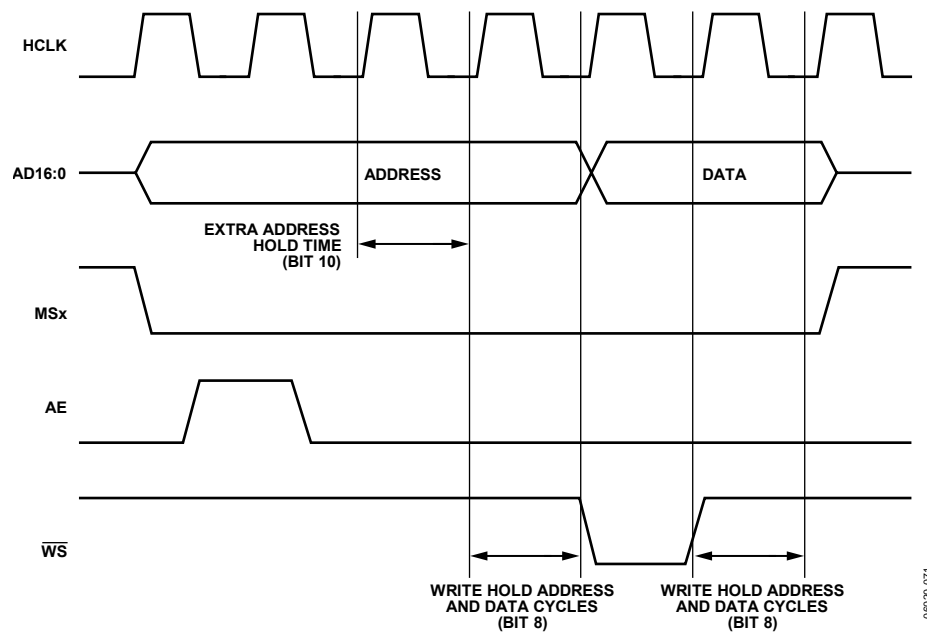 HCLK
AD16:0
ADDRESS
DATA
EXTRA ADDRESS
HOLD TIME
(BIT 10)
MSx
AE
WS
WRITE HOLD ADDRESS
AND DATA CYCLES
(BIT 8)
WRITE HOLD ADDRESS
AND DATA CYCLES
(BIT 8)